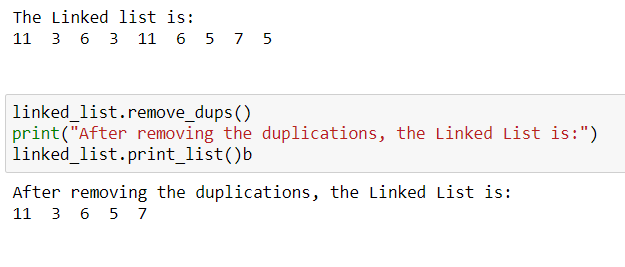 The Linked list is:
11 3 6 3 11 6 5 7 5
linked_list.remove_dups()
print("After removing the duplications, the Linked List is:")
linked_list.print_list()b
After removing the duplications, the Linked List is:
11 3 6 5 7